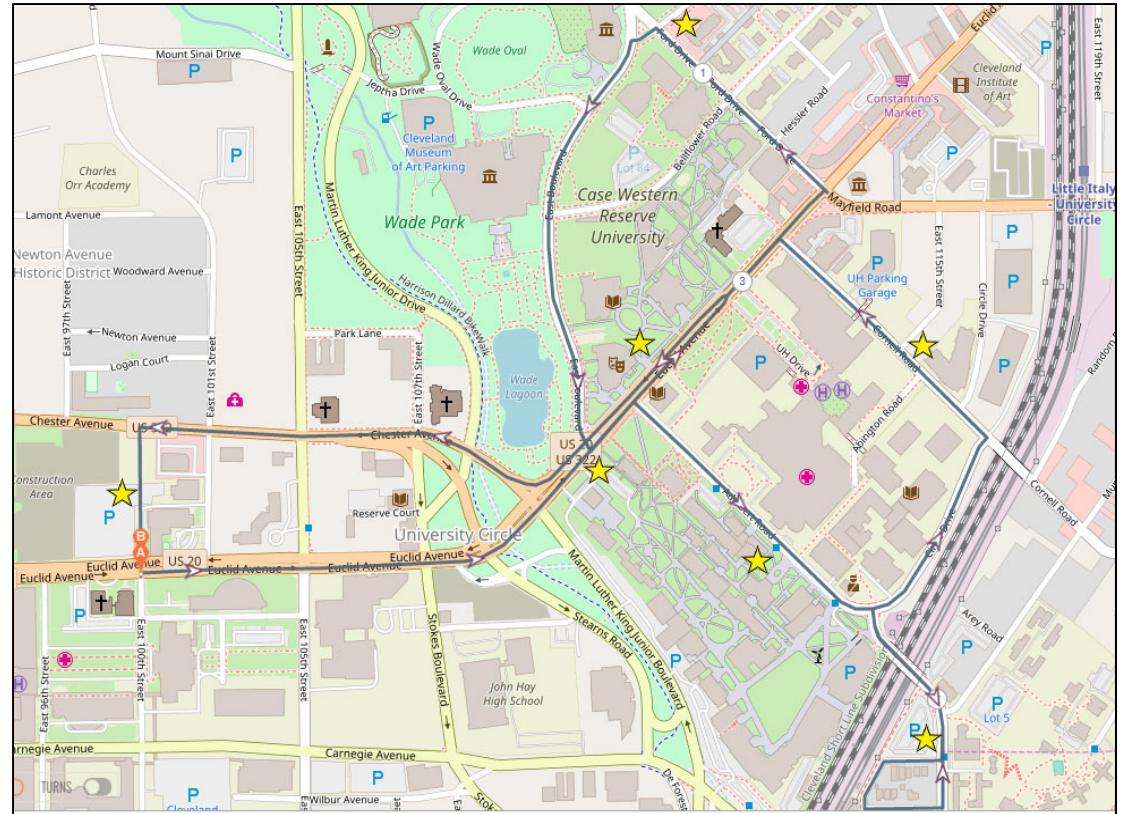 Mount Sinai Drive
P
P
Wade Oval
Wade Oval Drive
Jeptha Drive
P
Cleveland
Museum
of Art Parking
Ford Drive
1
Ford Drive
Ford Drive
Hessler Road
Bellflower Road
P
Lot 84
Euclid
P
Constantino's
Market
Cleveland
Institute
of Art
East 119th Street
Charles
Orr Academy
P
East 105th Street
Martin Luther King Junior Drive
Wade Park
East Boulevard
Case Western
Reserve
University
Mayfield Road
Little Italy
- University
Circle
Lamont Avenue
Newton Avenue
Historic District
Woodward Avenue
East 97th Street
Newton Avenue
Logan Court
East 101st Street
Harrison Dillard BikeWalk
Park Lane
East 107th Street
Wade
Lagoon
3
Euclid Avenue
P
UH Parking
Garage
East 115th Street
Circle Drive
P
P
P
Cornell Road
UH Drive
P
H H
Abington Road
Random
Chester Avenue
Chester Avenue
US 20
US 322
Construction
Area
P
B
A
Reserve Court
University Circle
Adelbert Road
Circle Drive
Cornell Road
US 20
Euclid Avenue
Euclid Avenue
Euclid Avenue
Euclid Avenue
Euclid Avenue
P
East 100th Street
East 96th Street
H
East 105th Street
Stokes Boulevard
Stearns Road
Martin Luther King Junior Boulevard
John Hay
High School
P
P
Arey Road
P
P
Lot 5
P
Cleveland Short Line Subdivision
Carnegie Avenue
Carnegie Avenue
TURNS
P
Cleveland
Wilbur Avenue
P